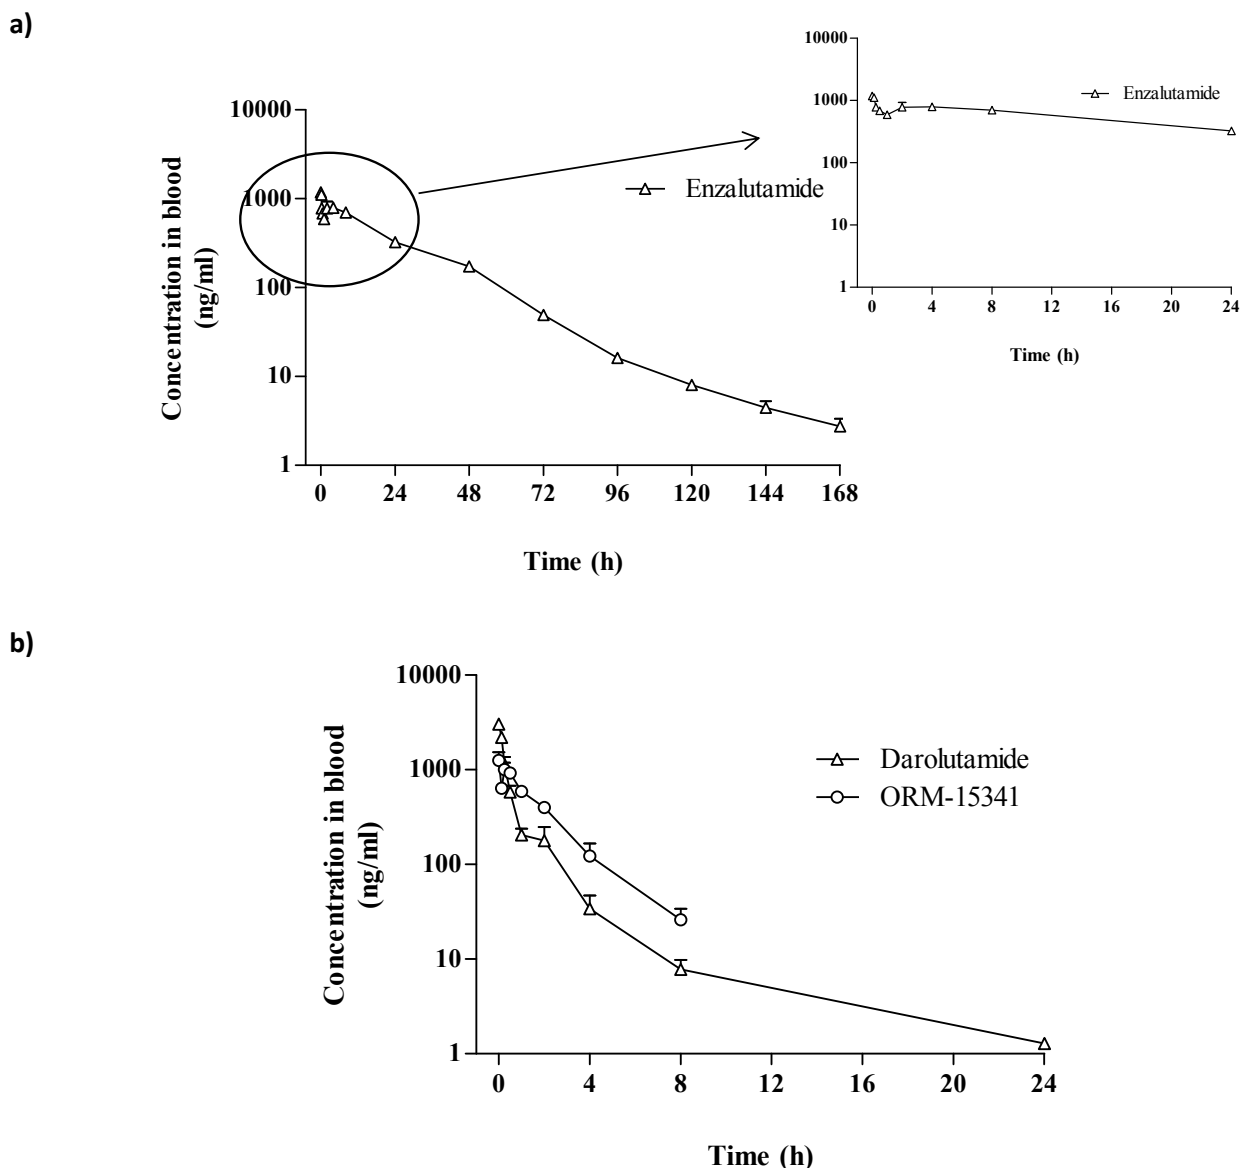 a)
10000
1000
100
10
1
Concentration in blood
(ng/ml)
0 24 48 72 96 120 144 168
Time (h)
Enzalutamide
10000
1000
100
10
1
0 4 8 12 16 20 24
Time (h)
Enzalutamide
b)
10000
1000
100
10
1
Concentration in blood
(ng/ml)
0 4 8 12 16 20 24
Time (h)
Darolutamide
ORM-15341